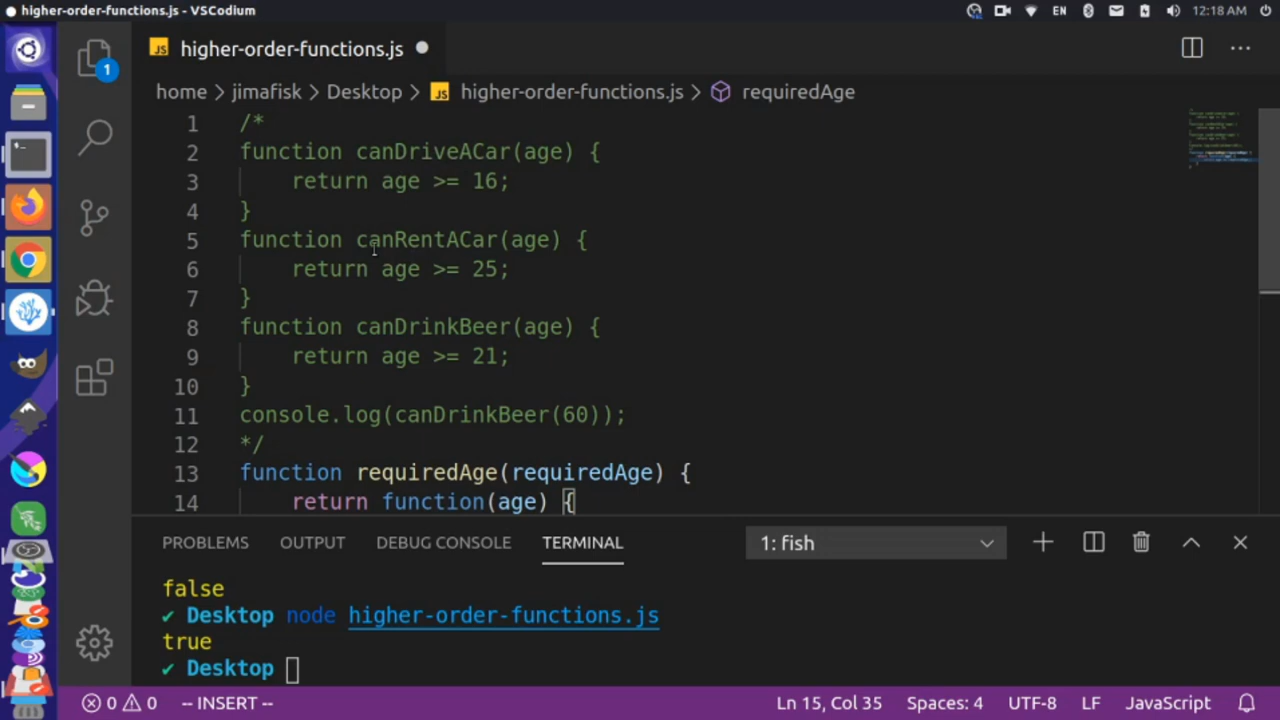 higher-order-functions.js - VSCodium
EN
12:18 AM
JS higher-order-functions.js
1
home > jimafisk > Desktop > JS higher-order-functions.js > requiredAge
1 /*
2 function canDriveACar(age) {
3 return age >= 16;
4 }
5 function canRentACar(age) {
6 return age >= 25;
7 }
8 function canDrinkBeer(age) {
9 return age >= 21;
10 }
11 console.log(canDrinkBeer(60));
12 */
13 function requiredAge(requiredAge) {
14 return function(age) {
PROBLEMS OUTPUT DEBUG CONSOLE TERMINAL 1: fish
false
✔ Desktop node higher-order-functions.js
true
✔ Desktop
0 0 -- INSERT -- Ln 15, Col 35 Spaces: 4 UTF-8 LF JavaScript